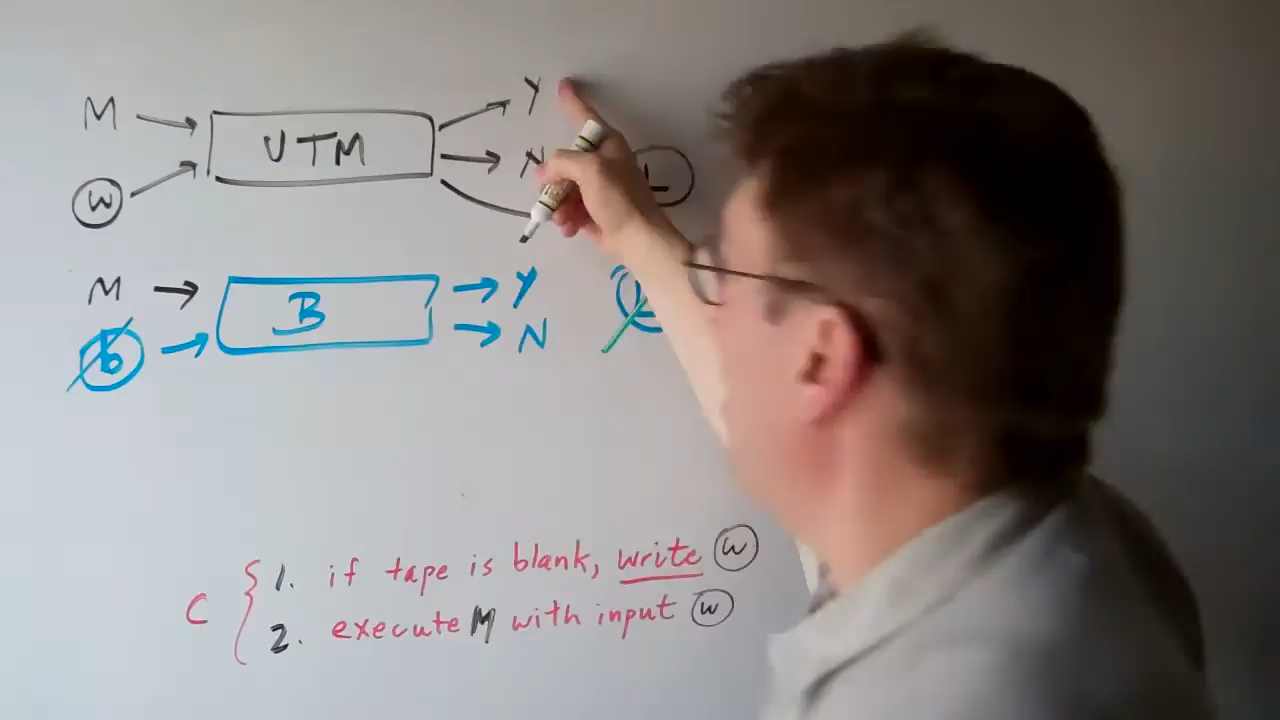 M
UTM
Y
N
W
L
M
B
Y
b
N
C
1. if tape is blank, write W
2. execute M with input W